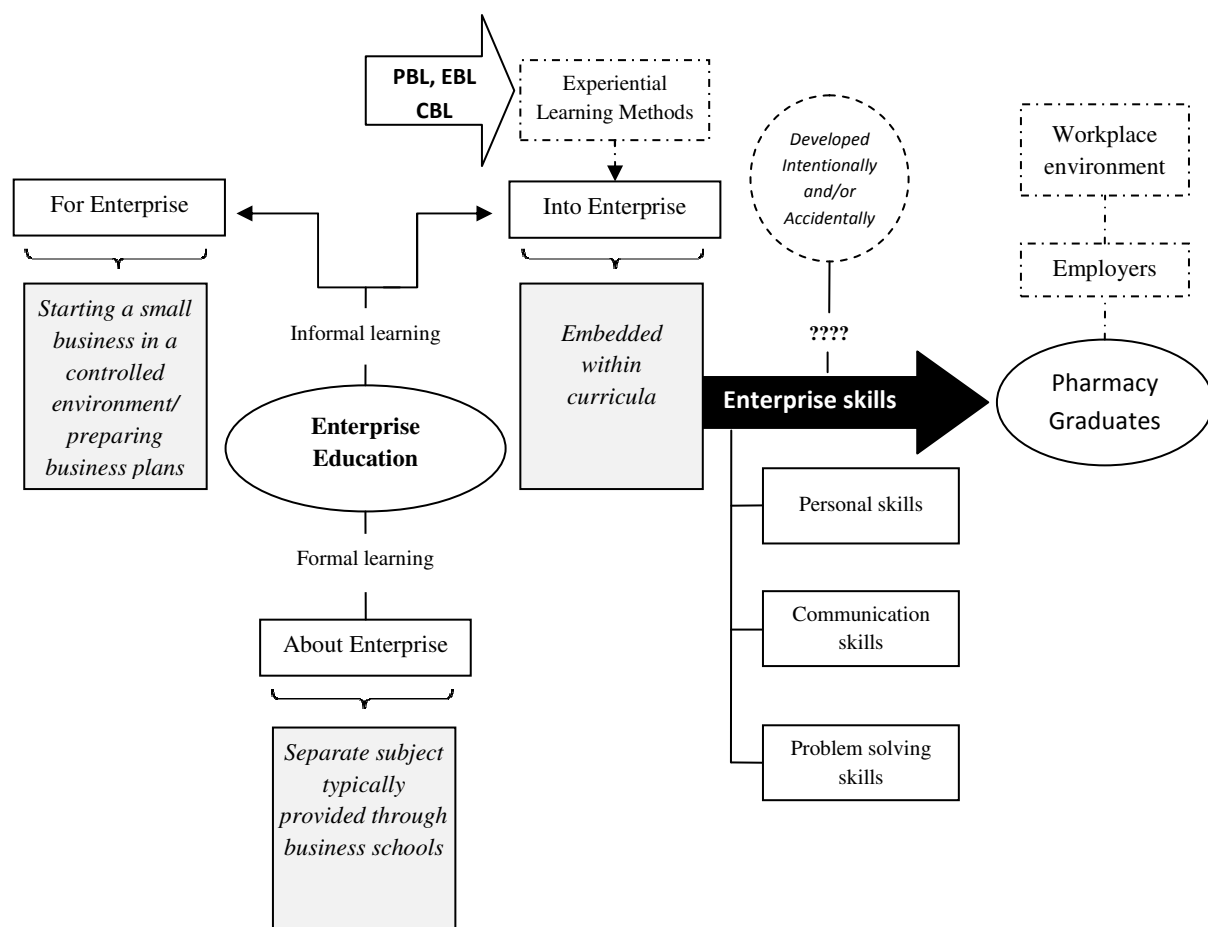 PBL, EBL
CBL
Experiential
Learning Methods
Developed
Intentionally
and/or
Accidentally
Workplace
environment
For Enterprise
Into Enterprise
Employers
Starting a small
business in a
controlled
environment/
preparing
business plans
Informal learning
Embedded
within
curricula
????
Enterprise skills
Pharmacy
Graduates
Enterprise
Education
Personal skills
Formal learning
Communication
skills
About Enterprise
Problem solving
skills
Separate subject
typically
provided through
business schools